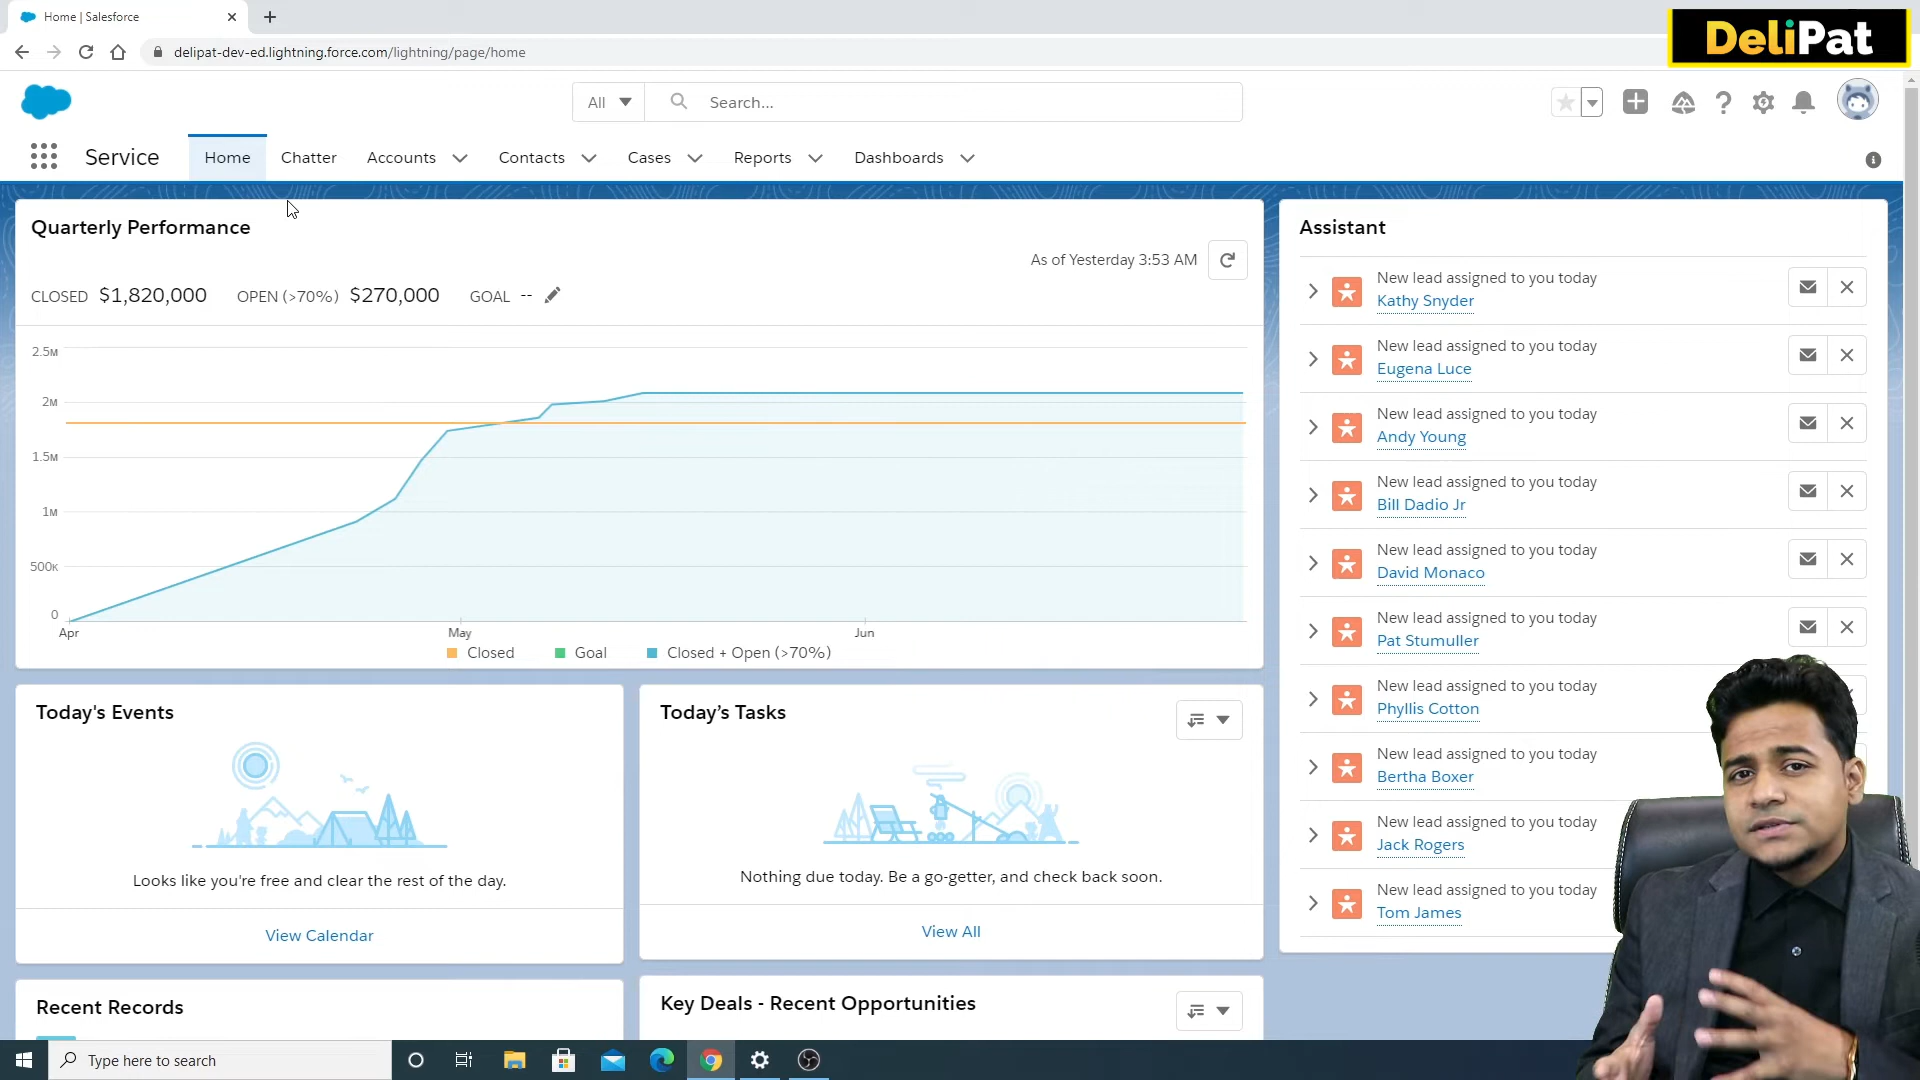 Home | Salesforce
DeliPat
delipat-dev-ed.lightning.force.com/lightning/page/home
All
Search...
Service
Home
Chatter
Accounts
Contacts
Cases
Reports
Dashboards
Quarterly Performance
As of Yesterday 3:53 AM
CLOSED $1,820,000 OPEN (>70%) $270,000 GOAL --
2.5M
2M
1.5M
1M
500K
0
Apr
May
Jun
Closed
Goal
Closed + Open (>70%)
Assistant
New lead assigned to you today
Kathy Snyder
New lead assigned to you today
Eugena Luce
New lead assigned to you today
Andy Young
New lead assigned to you today
Bill Dadio Jr
New lead assigned to you today
David Monaco
New lead assigned to you today
Pat Stumuller
New lead assigned to you today
Phyllis Cotton
New lead assigned to you today
Bertha Boxer
New lead assigned to you today
Jack Rogers
New lead assigned to you today
Tom James
Today's Events
Looks like you're free and clear the rest of the day.
View Calendar
Today’s Tasks
Nothing due today. Be a go-getter, and check back soon.
View All
Recent Records
Key Deals - Recent Opportunities
Type here to search